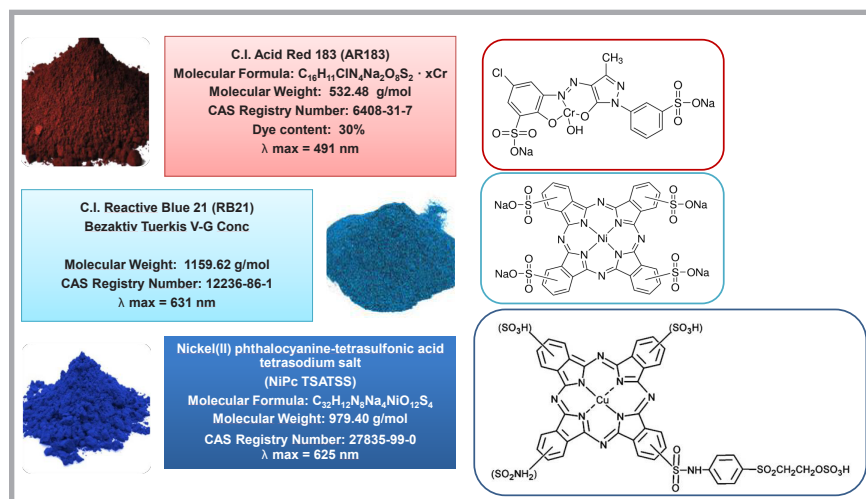 C.I. Acid Red 183 (AR183)
Molecular Formula: C₁₆H₁₁ClN₄Na₂O₈S₂ · xCr
Molecular Weight: 532.48 g/mol
CAS Registry Number: 6408-31-7
Dye content: 30%
λ max = 491 nm
CH₃
Cl
N
N
N
N
O
Cr
O
OH
O
S
O
ONa
O
S
O
ONa
C.I. Reactive Blue 21 (RB21)
Bezaktiv Tuerkis V-G Conc
Molecular Weight: 1159.62 g/mol
CAS Registry Number: 12236-86-1
λ max = 631 nm
O
NaO-S
O
O
S-ONa
O
N
N
N
N
Ni
N
N
N
N
O
NaO-S
O
O
S-ONa
O
Nickel(II) phthalocyanine-tetrasulfonic acid
tetrasodium salt
(NiPc TSATSS)
Molecular Formula: C₃₂H₁₂N₈Na₄NiO₁₂S₄
Molecular Weight: 979.40 g/mol
CAS Registry Number: 27835-99-0
λ max = 625 nm
(SO₃H)
(SO₃H)
N
N
N
N
Cu
N
N
N
N
(SO₂NH₂)
O
S-NH
O
SO₂CH₂CH₂OSO₃H